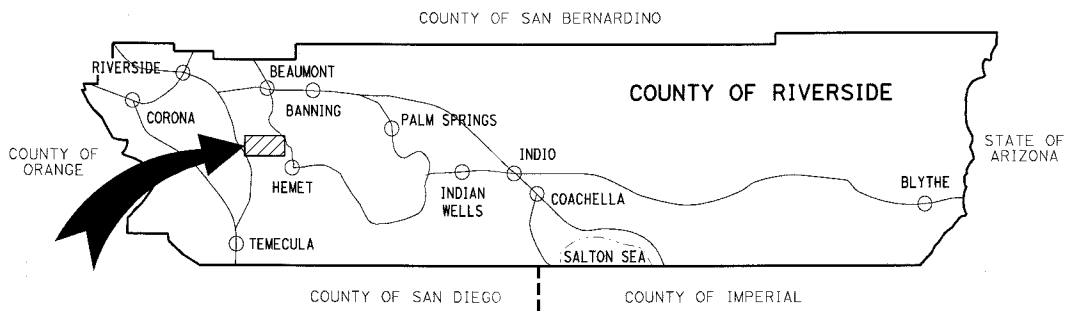 COUNTY OF SAN BERNARDINO
RIVERSIDE
BEAUMONT
COUNTY OF RIVERSIDE
CORONA
BANNING
PALM SPRINGS
COUNTY OF
ORANGE
STATE OF
ARIZONA
INDIO
HEMET
INDIAN
WELLS
COACHELLA
BLYTHE
TEMECULA
SALTON SEA
COUNTY OF SAN DIEGO
COUNTY OF IMPERIAL